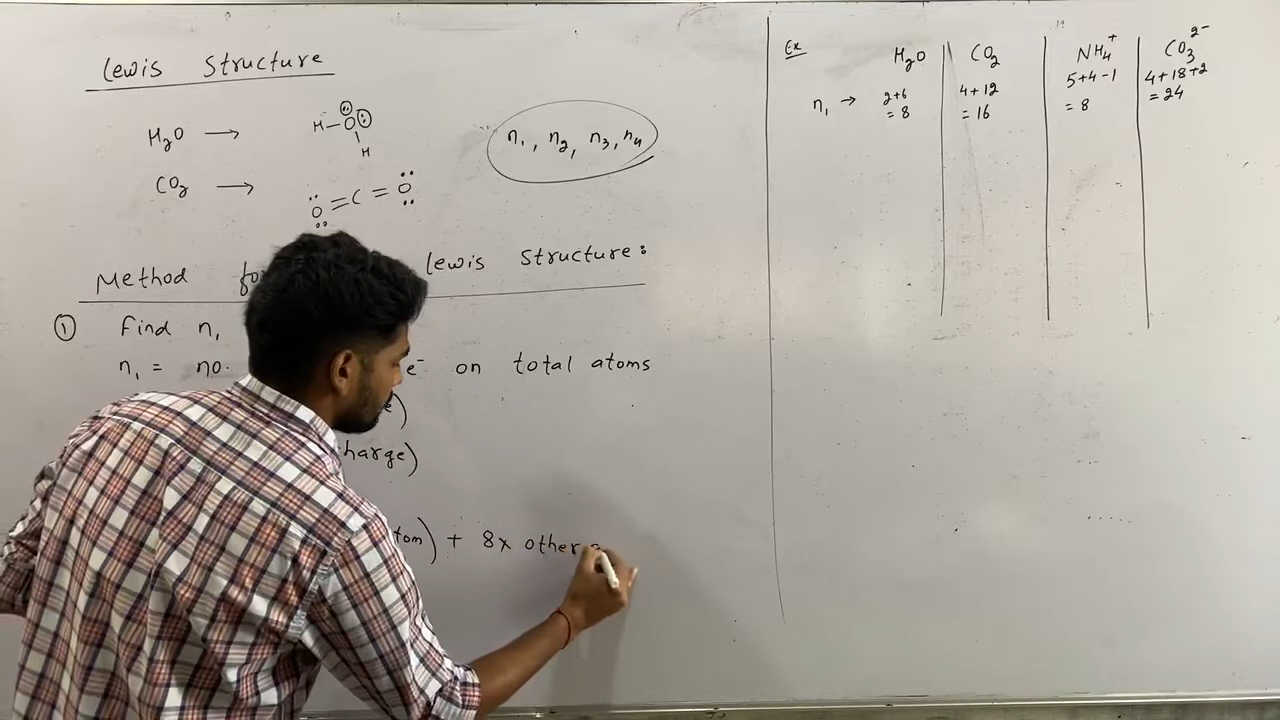 Lewis Structure
H₂O → H–O
H
CO₂ → O=C=O
n₁, n₂, n₃, n₄
Method Lewis Structure:
① Find n₁
n₁ = no. e⁻ on total atoms
e)
harge)
tom) + 8x other
Ex H₂O CO₂ NH₄⁺ CO₃²⁻
n₁ → 2+6 4+12 5+4-1 4+18+2
= 8 = 16 = 8 = 24